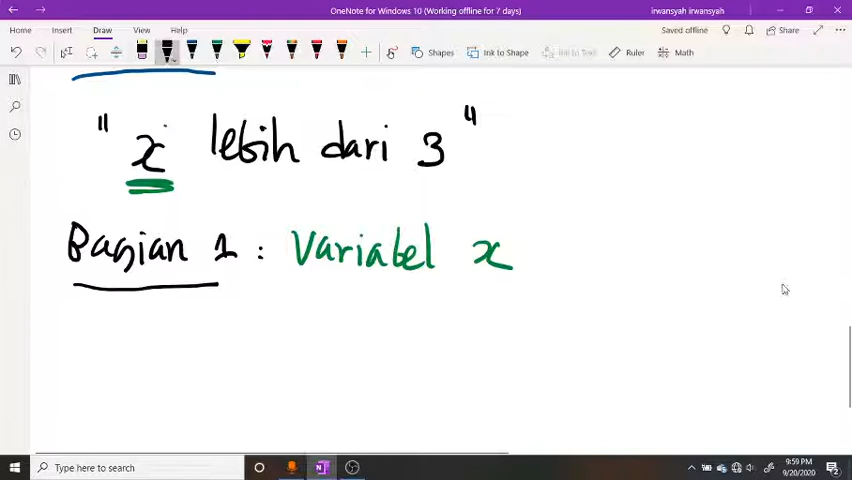 OneNote for Windows 10 (Working offline for 7 days)
irwansyah irwansyah
Home Insert Draw View Help
Saved offline Share
Shapes Ink to Shape Ink to Text Ruler Math
" x lebih dari 3 "
Bagian 1 : Variabel x
Type here to search
9:59 PM
9/20/2020
2